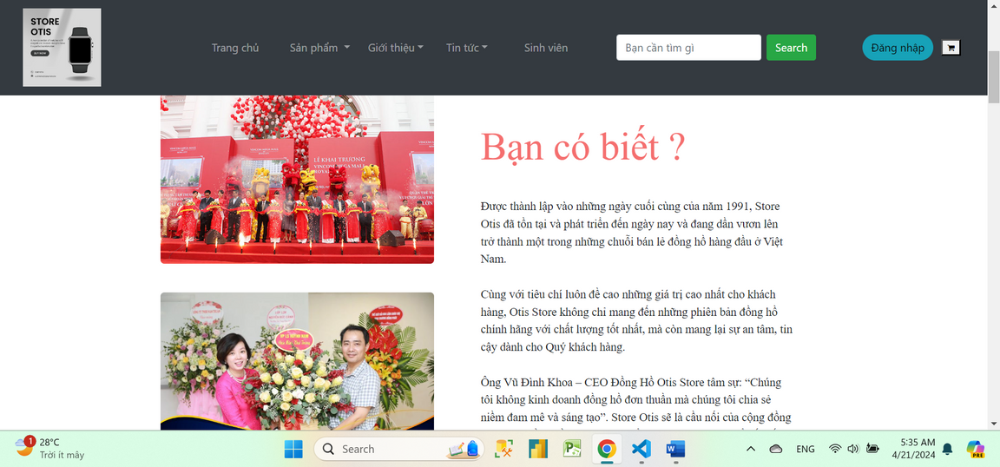 STORE
OTIS
Trang chủ
Sản phẩm
Giới thiệu
Tin tức
Sinh viên
Bạn cần tìm gì
Search
Đăng nhập
LỄ KHAI TRƯƠNG
Bạn có biết ?
Được thành lập vào những ngày cuối cùng của năm 1991, Store
Otis đã tồn tại và phát triển đến ngày nay và đang dần vươn lên
trở thành một trong những chuỗi bán lẻ đồng hồ hàng đầu ở Việt
Nam.
Cùng với tiêu chí luôn đề cao những giá trị cao nhất cho khách
hàng, Otis Store không chỉ mang đến những phiên bản đồng hồ
chính hãng với chất lượng tốt nhất, mà còn mang lại sự an tâm, tin
cậy dành cho Quý khách hàng.
Ông Vũ Đình Khoa – CEO Đồng Hồ Otis Store tâm sự: “Chúng
tôi không kinh doanh đồng hồ đơn thuần mà chúng tôi chia sẻ
niềm đam mê và sáng tạo”. Store Otis sẽ là cầu nối của cộng đồng
1
28°C
Trời ít mây
Search
ENG
5:35 AM
4/21/2024
PRE